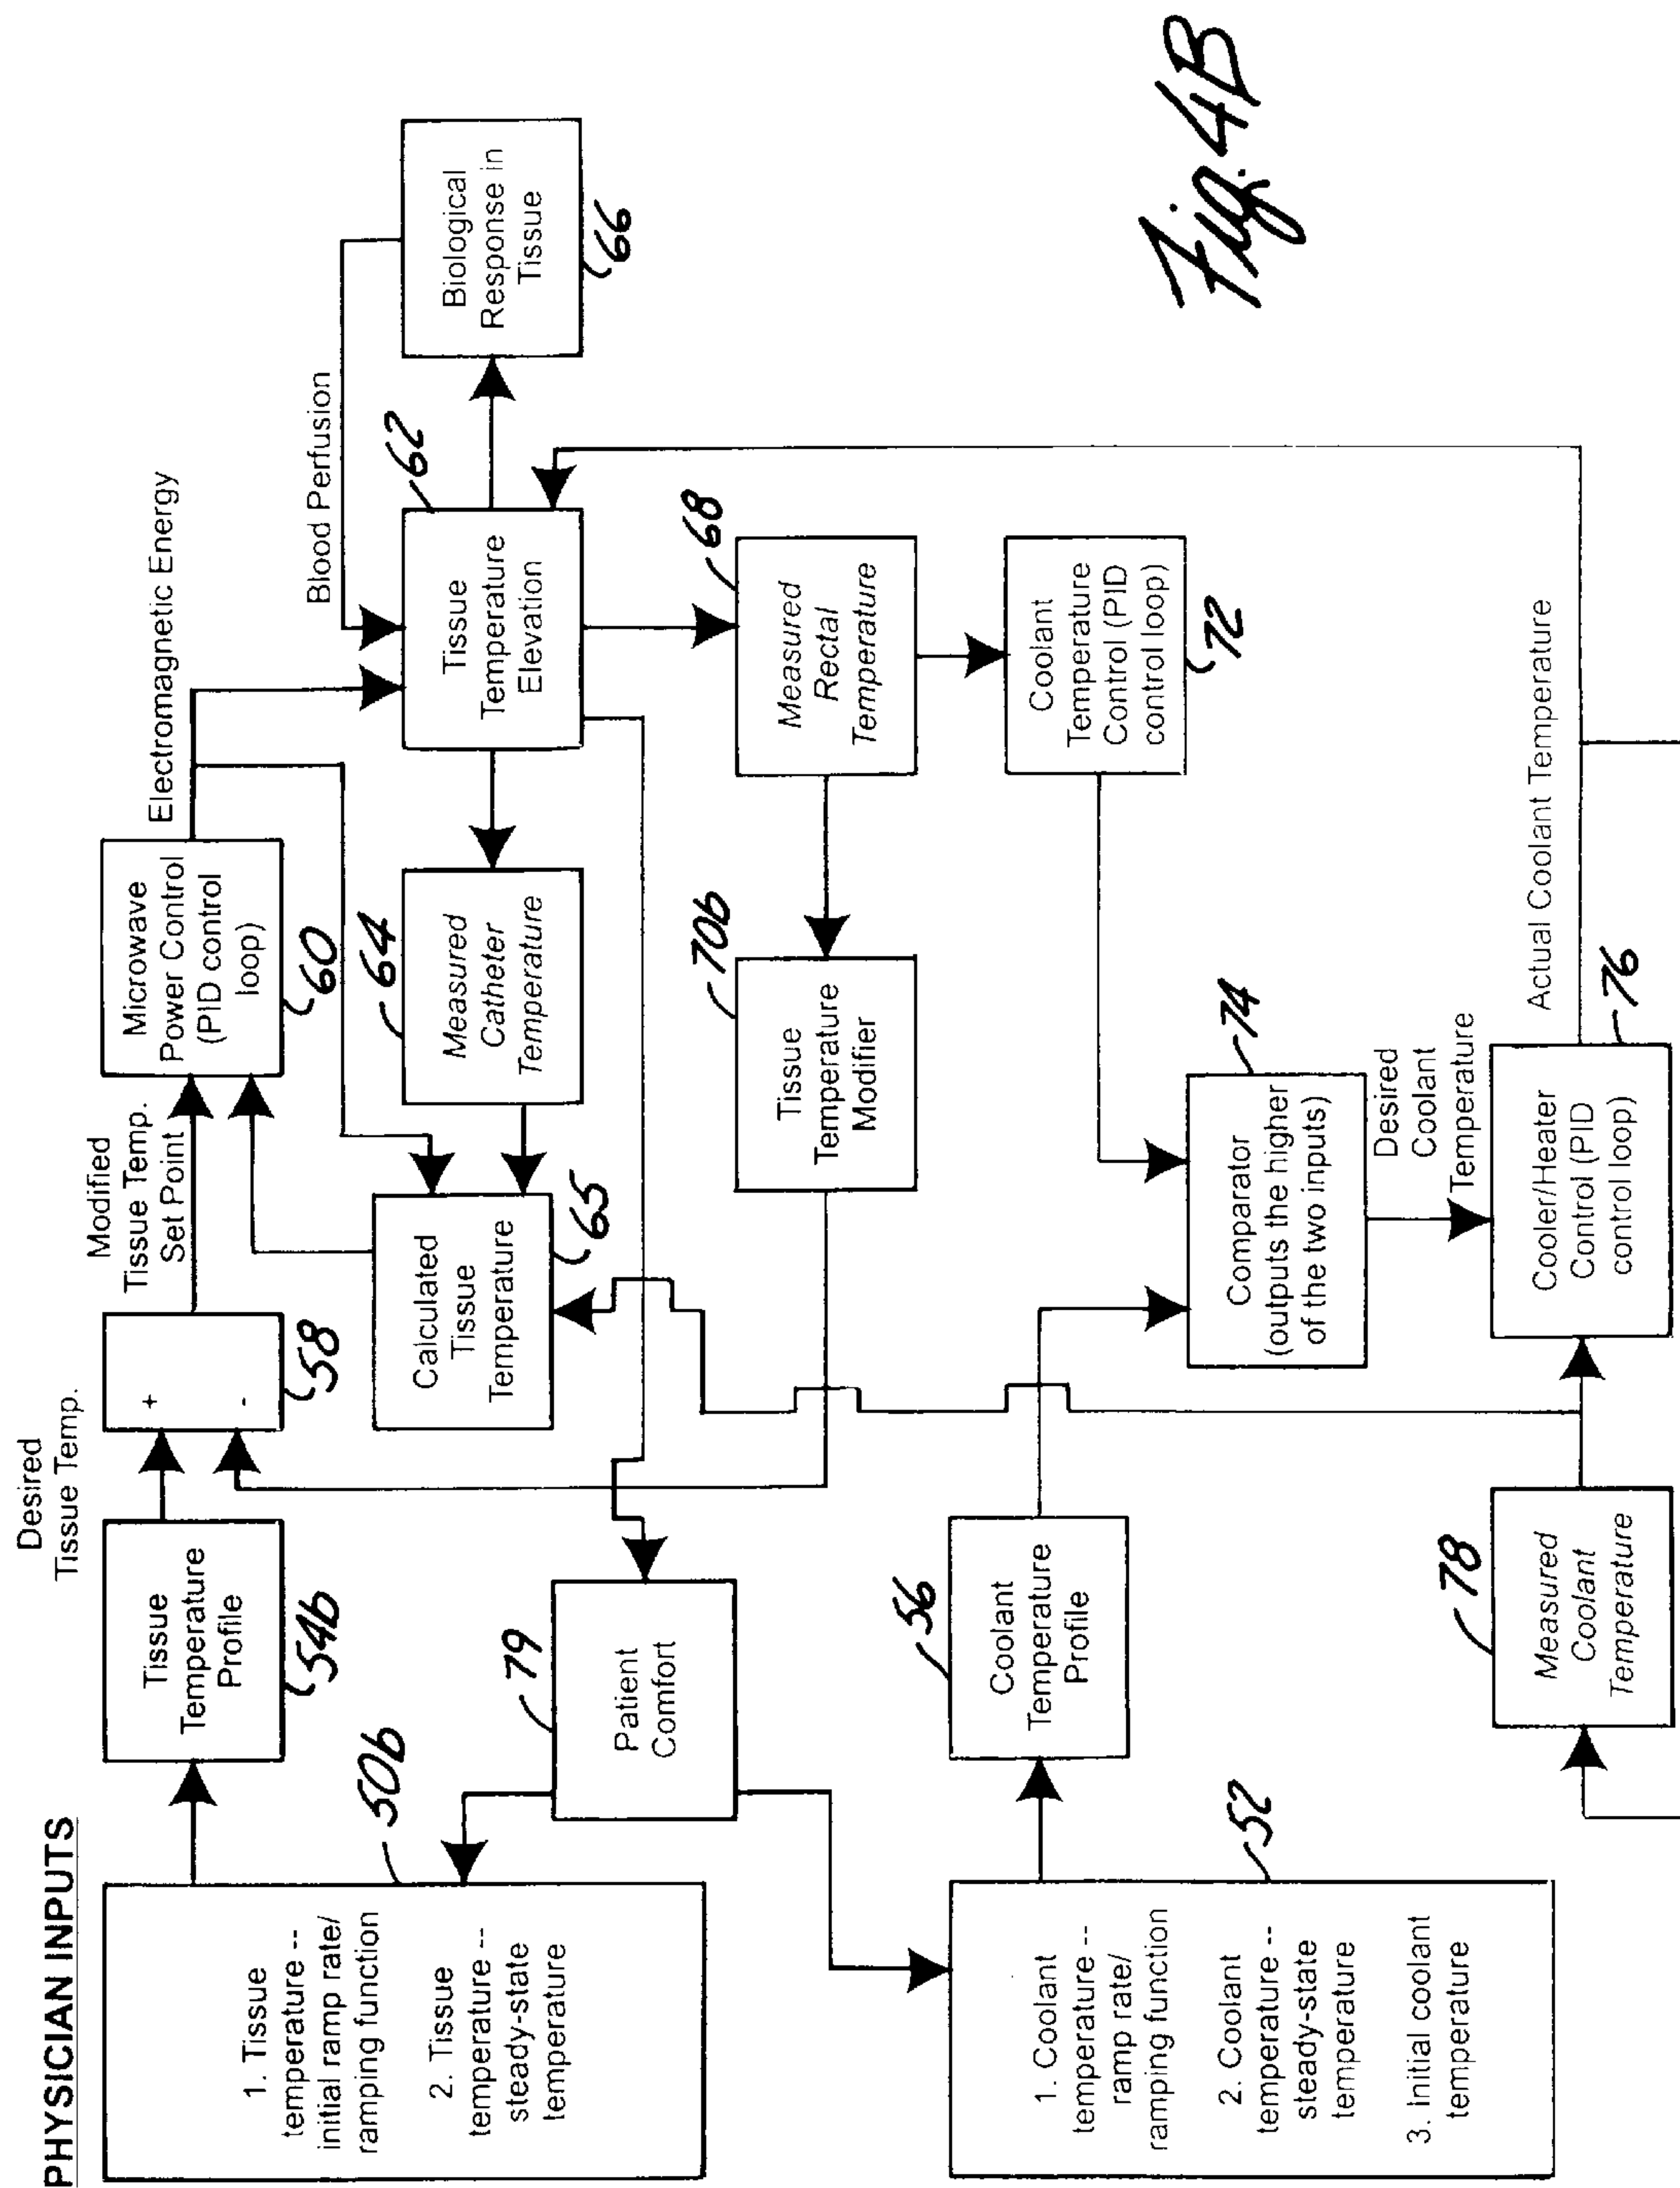 PHYSICIAN INPUTS
1. Tissue
temperature --
initial ramp rate/
ramping function
2. Tissue
temperature --
steady-state
temperature
50b
Desired
Tissue Temp.
Tissue
Temperature
Profile
54b
+
-
58
Modified
Tissue Temp.
Set Point
Microwave
Power Control
(PID control
loop)
60
Electromagnetic Energy
Blood Perfusion
Calculated
Tissue
Temperature
65
Measured
Catheter
Temperature
64
Tissue
Temperature
Elevation
62
Biological
Response in
Tissue
66
Patient
Comfort
79
Tissue
Temperature
Modifier
70b
Measured
Rectal
Temperature
68
1. Coolant
temperature --
ramp rate/
ramping function
2. Coolant
temperature --
steady-state
temperature
3. Initial coolant
temperature
52
Coolant
Temperature
Profile
56
Coolant
Temperature
Control (PID
control loop)
72
Comparator
(outputs the higher
of the two inputs)
74
Desired
Coolant
Temperature
Measured
Coolant
Temperature
78
Cooler/Heater
Control (PID
control loop)
76
Actual Coolant Temperature
Fig. 4B